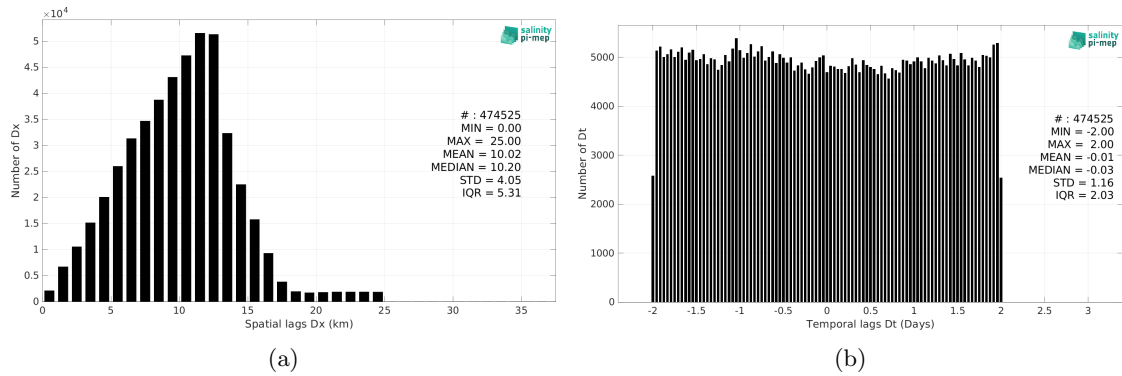 ×10⁴
5
4.5
4
3.5
3
2.5
2
1.5
1
0.5
0
Number of Dx
0 5 10 15 20 25 30 35
Spatial lags Dx (km)
salinity
pi-mep
# : 474525
MIN = 0.00
MAX = 25.00
MEAN = 10.02
MEDIAN = 10.20
STD = 4.05
IQR = 5.31
(a)
5000
4000
3000
2000
1000
0
Number of Dt
-2 -1.5 -1 -0.5 0 0.5 1 1.5 2 2.5 3
Temporal lags Dt (Days)
salinity
pi-mep
# : 474525
MIN = -2.00
MAX = 2.00
MEAN = -0.01
MEDIAN = -0.03
STD = 1.16
IQR = 2.03
(b)